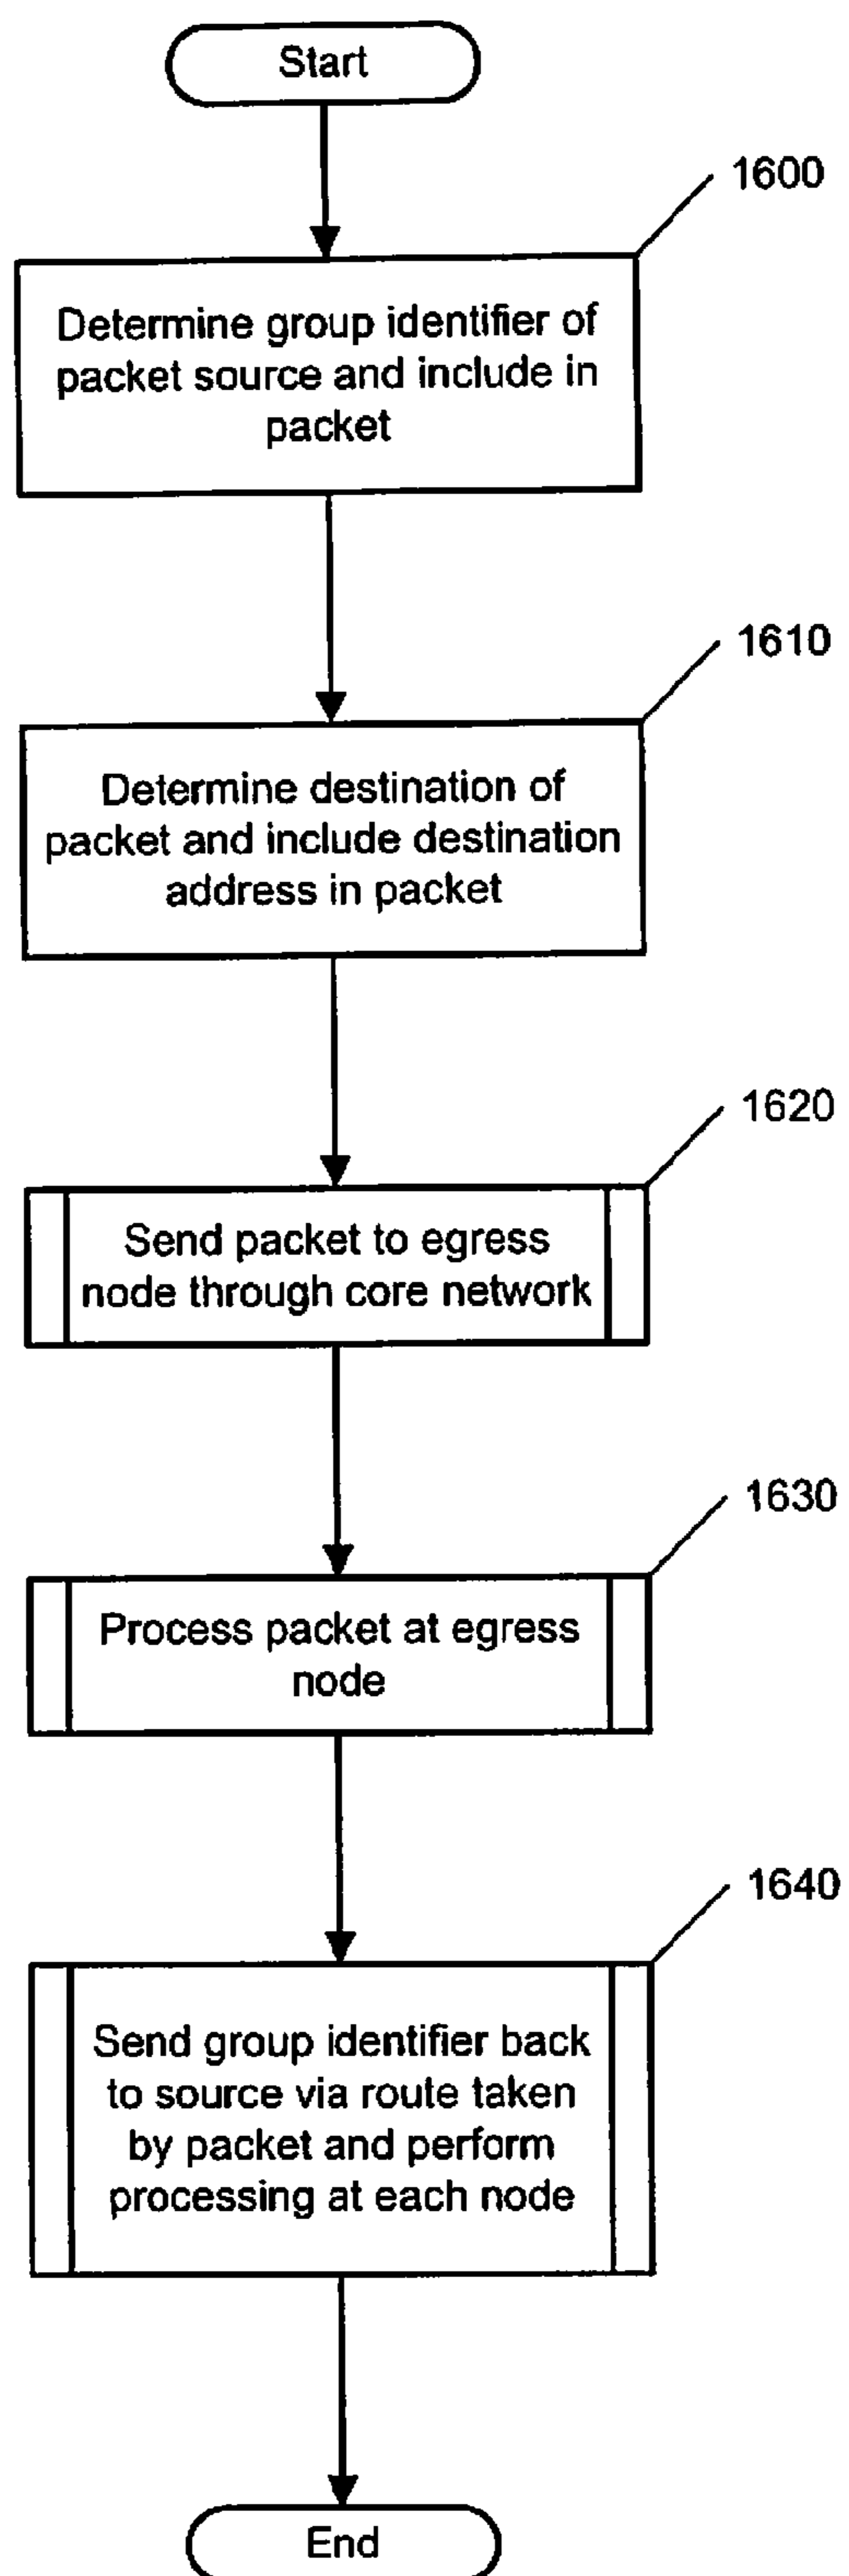 Start
1600
Determine group identifier of
packet source and include in
packet
1610
Determine destination of
packet and include destination
address in packet
1620
Send packet to egress
node through core network
1630
Process packet at egress
node
1640
Send group identifier back
to source via route taken
by packet and perform
processing at each node
End